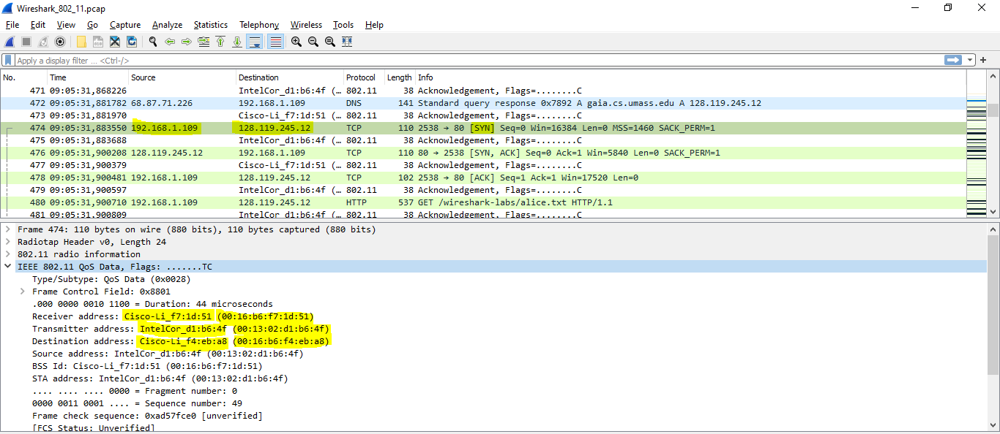 Wireshark_802_11.pcap
File Edit View Go Capture Analyze Statistics Telephony Wireless Tools Help
Apply a display filter ... <Ctrl-/>
No. Time Source Destination Protocol Length Info
471 09:05:31,868226 IntelCor_d1:b6:4f (… 802.11 38 Acknowledgement, Flags=........C
472 09:05:31,881782 68.87.71.226 192.168.1.109 DNS 141 Standard query response 0x7892 A gaia.cs.umass.edu A 128.119.245.12
473 09:05:31,881970 Cisco-Li_f7:1d:51 (… 802.11 38 Acknowledgement, Flags=........C
474 09:05:31,883550 192.168.1.109 128.119.245.12 TCP 110 2538 → 80 [SYN] Seq=0 Win=16384 Len=0 MSS=1460 SACK_PERM=1
475 09:05:31,883688 IntelCor_d1:b6:4f (… 802.11 38 Acknowledgement, Flags=........C
476 09:05:31,900208 128.119.245.12 192.168.1.109 TCP 110 80 → 2538 [SYN, ACK] Seq=0 Ack=1 Win=5840 Len=0 SACK_PERM=1
477 09:05:31,900379 Cisco-Li_f7:1d:51 (… 802.11 38 Acknowledgement, Flags=........C
478 09:05:31,900481 192.168.1.109 128.119.245.12 TCP 102 2538 → 80 [ACK] Seq=1 Ack=1 Win=17520 Len=0
479 09:05:31,900597 IntelCor_d1:b6:4f (… 802.11 38 Acknowledgement, Flags=........C
480 09:05:31,900710 192.168.1.109 128.119.245.12 HTTP 537 GET /wireshark-labs/alice.txt HTTP/1.1
481 09:05:31,900809 IntelCor_d1:b6:4f (… 802.11 38 Acknowledgement, Flags=........C
Frame 474: 110 bytes on wire (880 bits), 110 bytes captured (880 bits)
Radiotap Header v0, Length 24
802.11 radio information
IEEE 802.11 QoS Data, Flags: .......TC
Type/Subtype: QoS Data (0x0028)
Frame Control Field: 0x8801
.000 0000 0010 1100 = Duration: 44 microseconds
Receiver address: Cisco-Li_f7:1d:51 (00:16:b6:f7:1d:51)
Transmitter address: IntelCor_d1:b6:4f (00:13:02:d1:b6:4f)
Destination address: Cisco-Li_f4:eb:a8 (00:16:b6:f4:eb:a8)
Source address: IntelCor_d1:b6:4f (00:13:02:d1:b6:4f)
BSS Id: Cisco-Li_f7:1d:51 (00:16:b6:f7:1d:51)
STA address: IntelCor_d1:b6:4f (00:13:02:d1:b6:4f)
.... .... .... 0000 = Fragment number: 0
0000 0011 0001 .... = Sequence number: 49
Frame check sequence: 0xad57fce0 [unverified]
[FCS Status: Unverified]